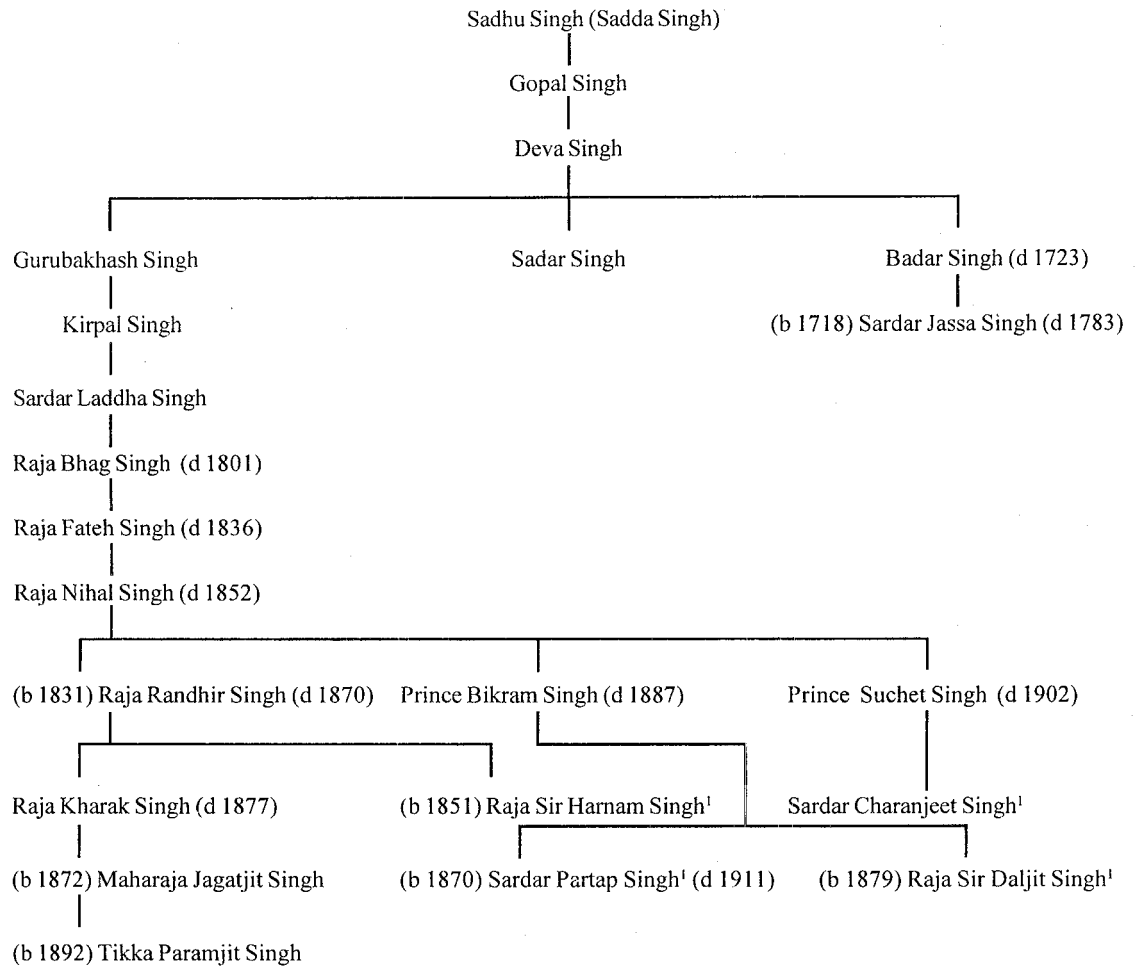 Sadhu Singh (Sadda Singh)
Gopal Singh
Deva Singh
Gurubakhash Singh
Sadar Singh
Badar Singh (d 1723)
Kirpal Singh
(b 1718) Sardar Jassa Singh (d 1783)
Sardar Laddha Singh
Raja Bhag Singh (d 1801)
Raja Fateh Singh (d 1836)
Raja Nihal Singh (d 1852)
(b 1831) Raja Randhir Singh (d 1870)
Prince Bikram Singh (d 1887)
Prince Suchet Singh (d 1902)
Raja Kharak Singh (d 1877)
(b 1851) Raja Sir Harnam Singh¹
Sardar Charanjeet Singh¹
(b 1872) Maharaja Jagatjit Singh
(b 1870) Sardar Partap Singh¹ (d 1911)
(b 1879) Raja Sir Daljit Singh¹
(b 1892) Tikka Paramjit Singh